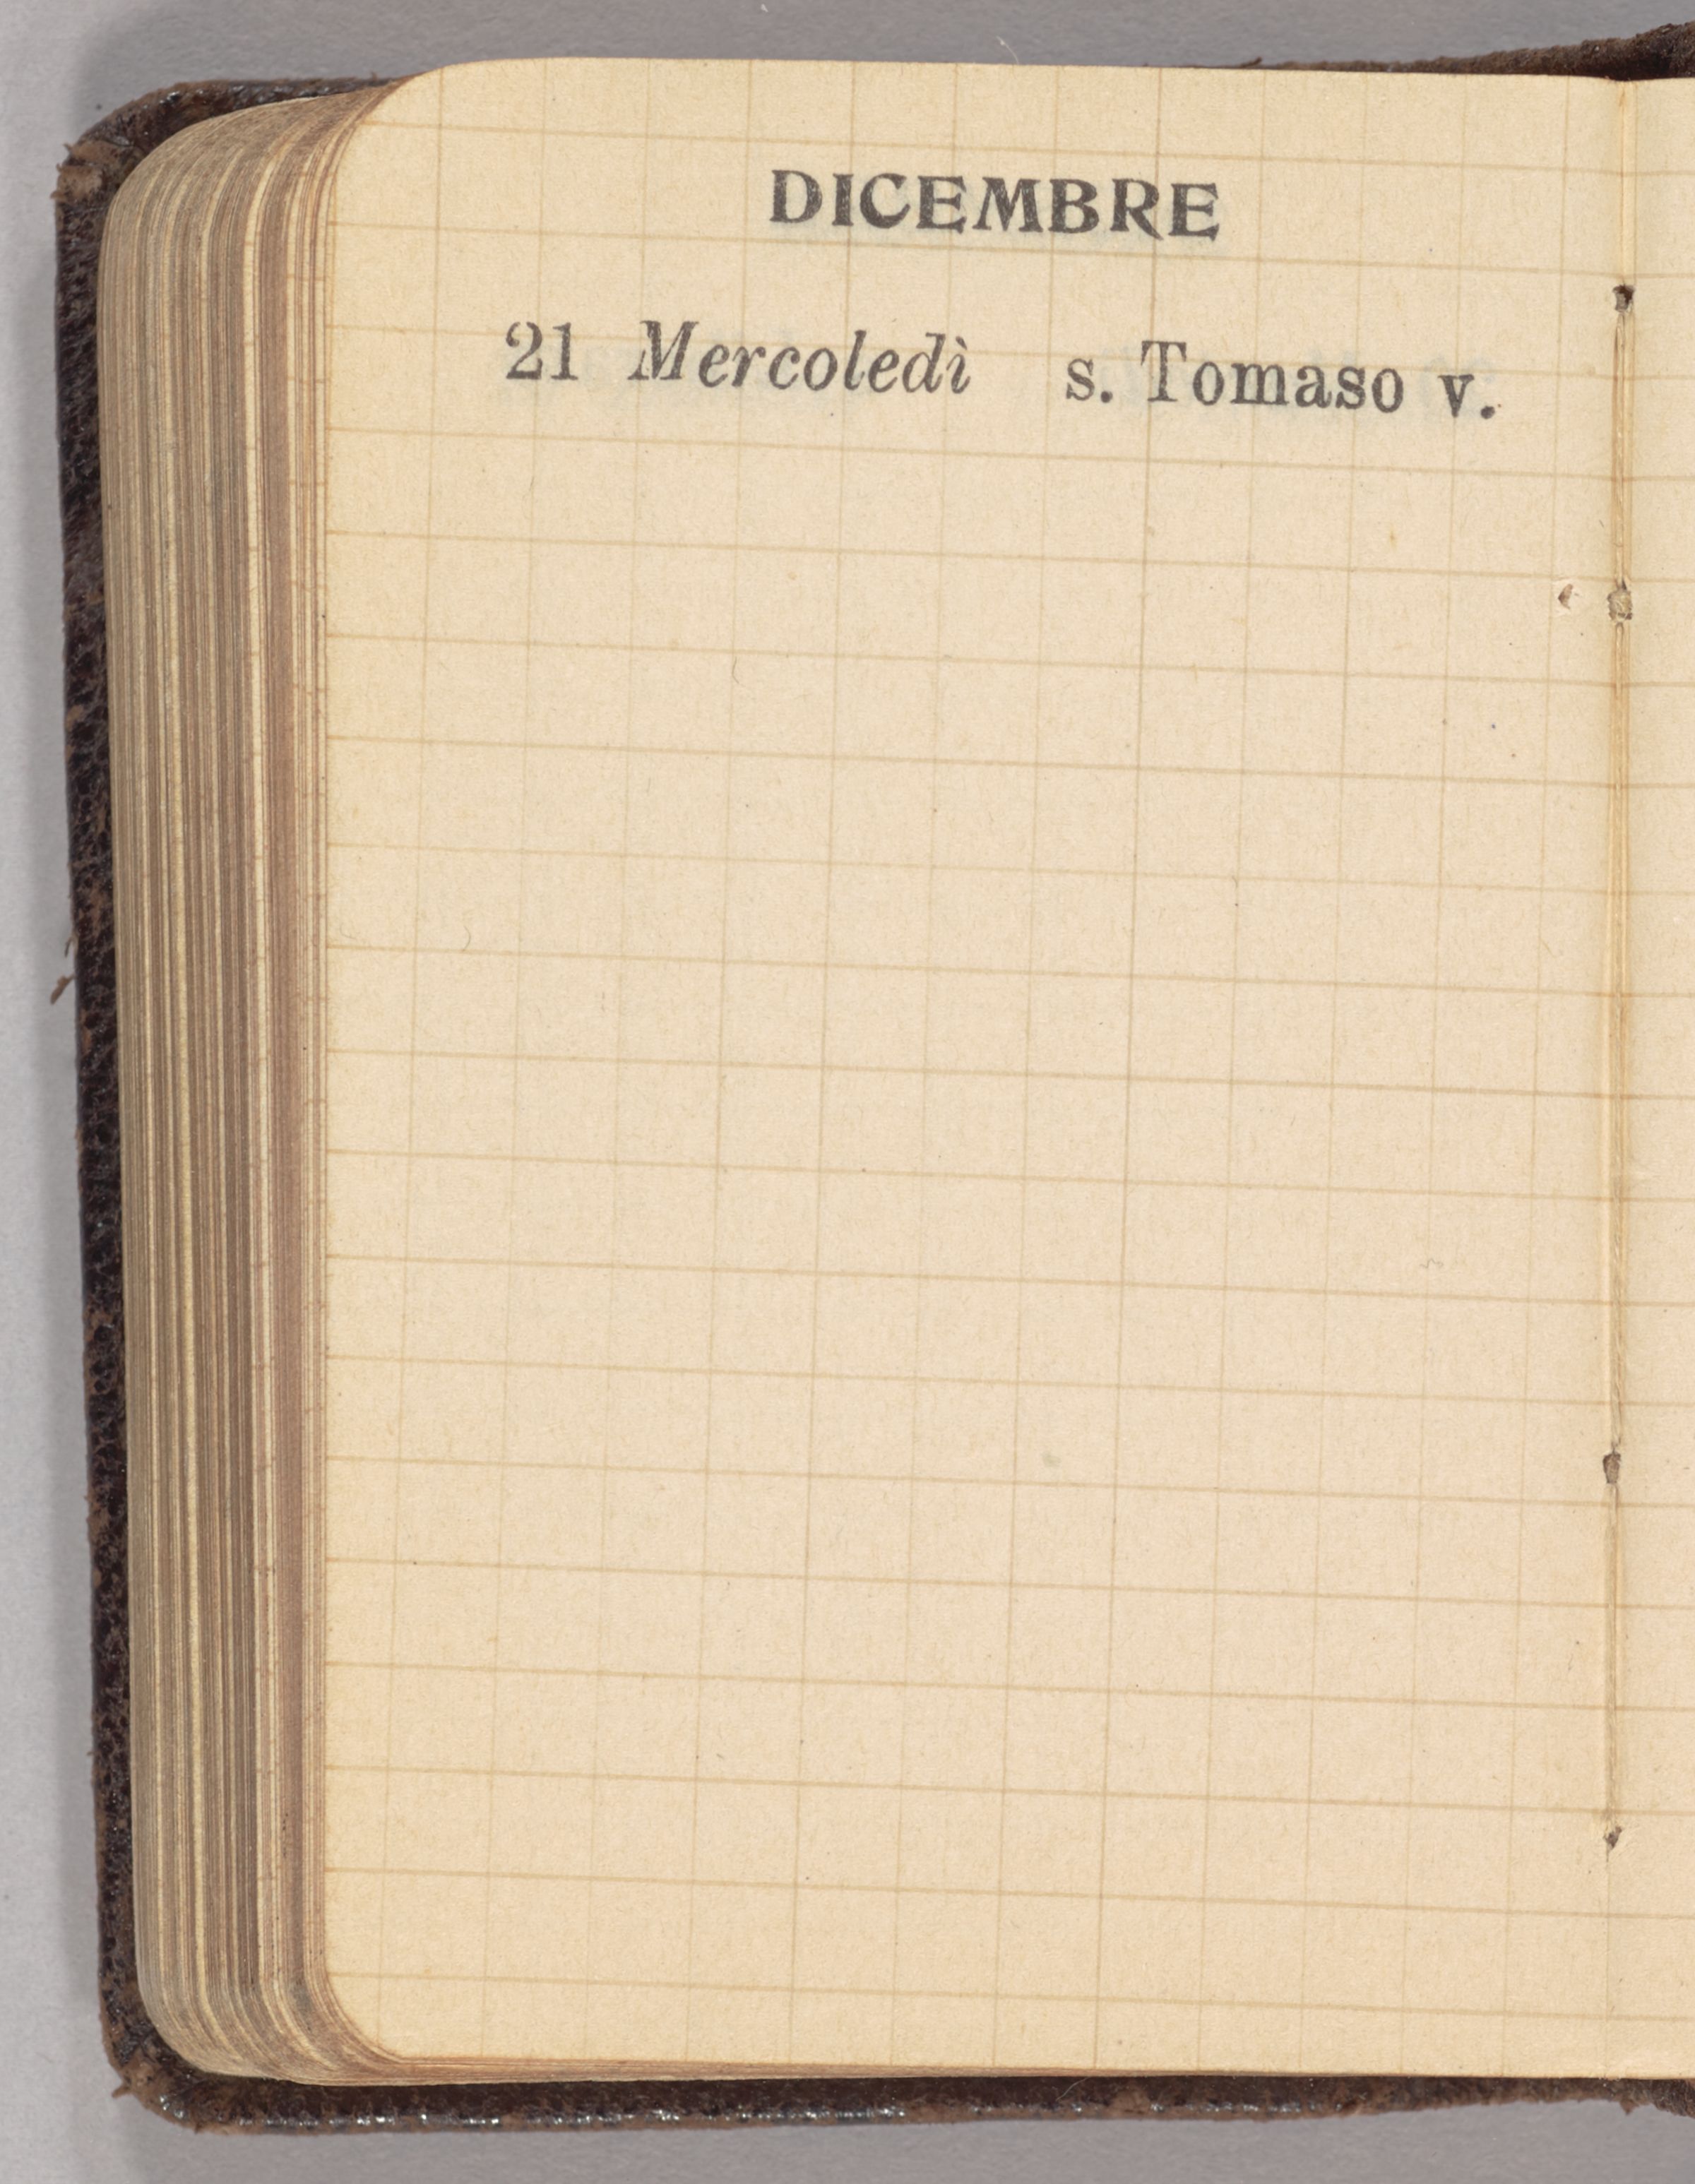 DICEMBRE
21 Mercoledì s. Tomaso v.